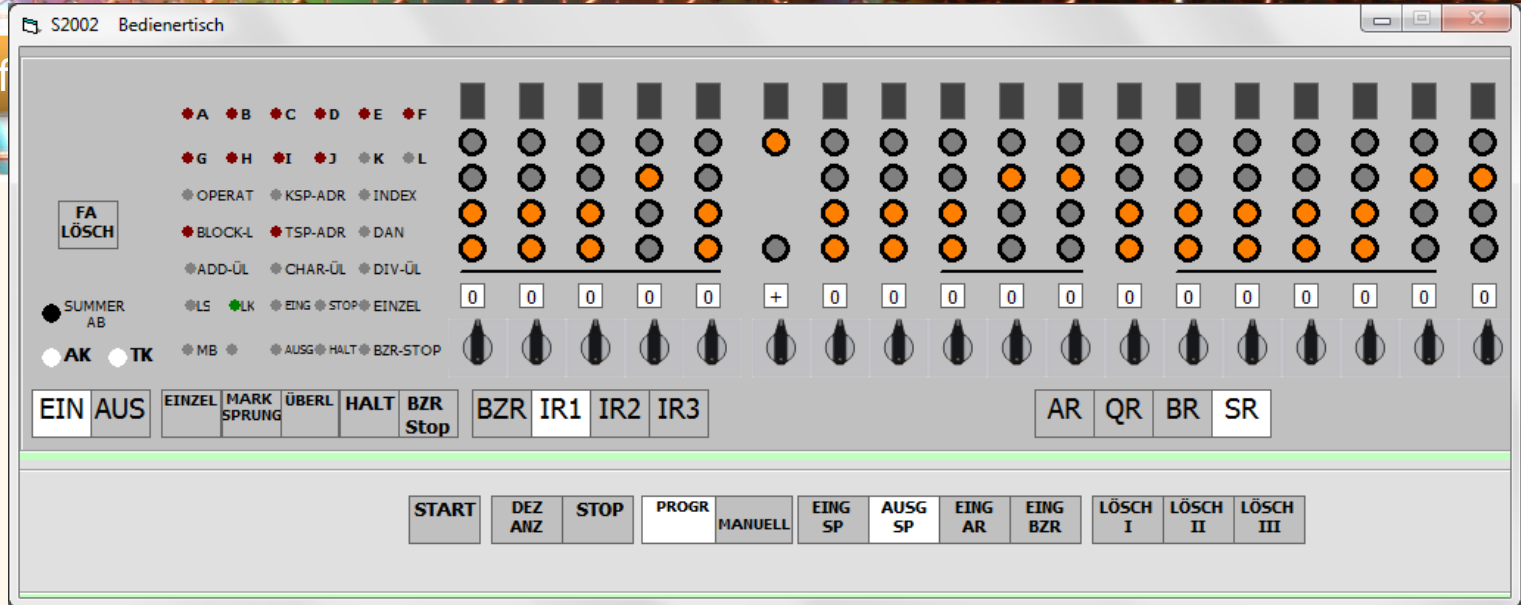 S2002 Bedienertisch
f
A B C D E F
G H I J K L
OPERAT KSP-ADR INDEX
FA LÖSCH
BLOCK-L TSP-ADR DAN
ADD-ÜL CHAR-ÜL DIV-ÜL
0 0 0 0 0 + 0 0 0 0 0 0 0 0 0 0 0 0
SUMMER AB
LS LK EING STOP EINZEL
AK TK
MB AUSG HALT BZR-STOP
EIN AUS
EINZEL MARK SPRUNG ÜBERL HALT BZR Stop
BZR IR1 IR2 IR3
AR QR BR SR
START DEZ ANZ STOP PROGR MANUELL EING SP AUSG SP EING AR EING BZR LÖSCH I LÖSCH II LÖSCH III